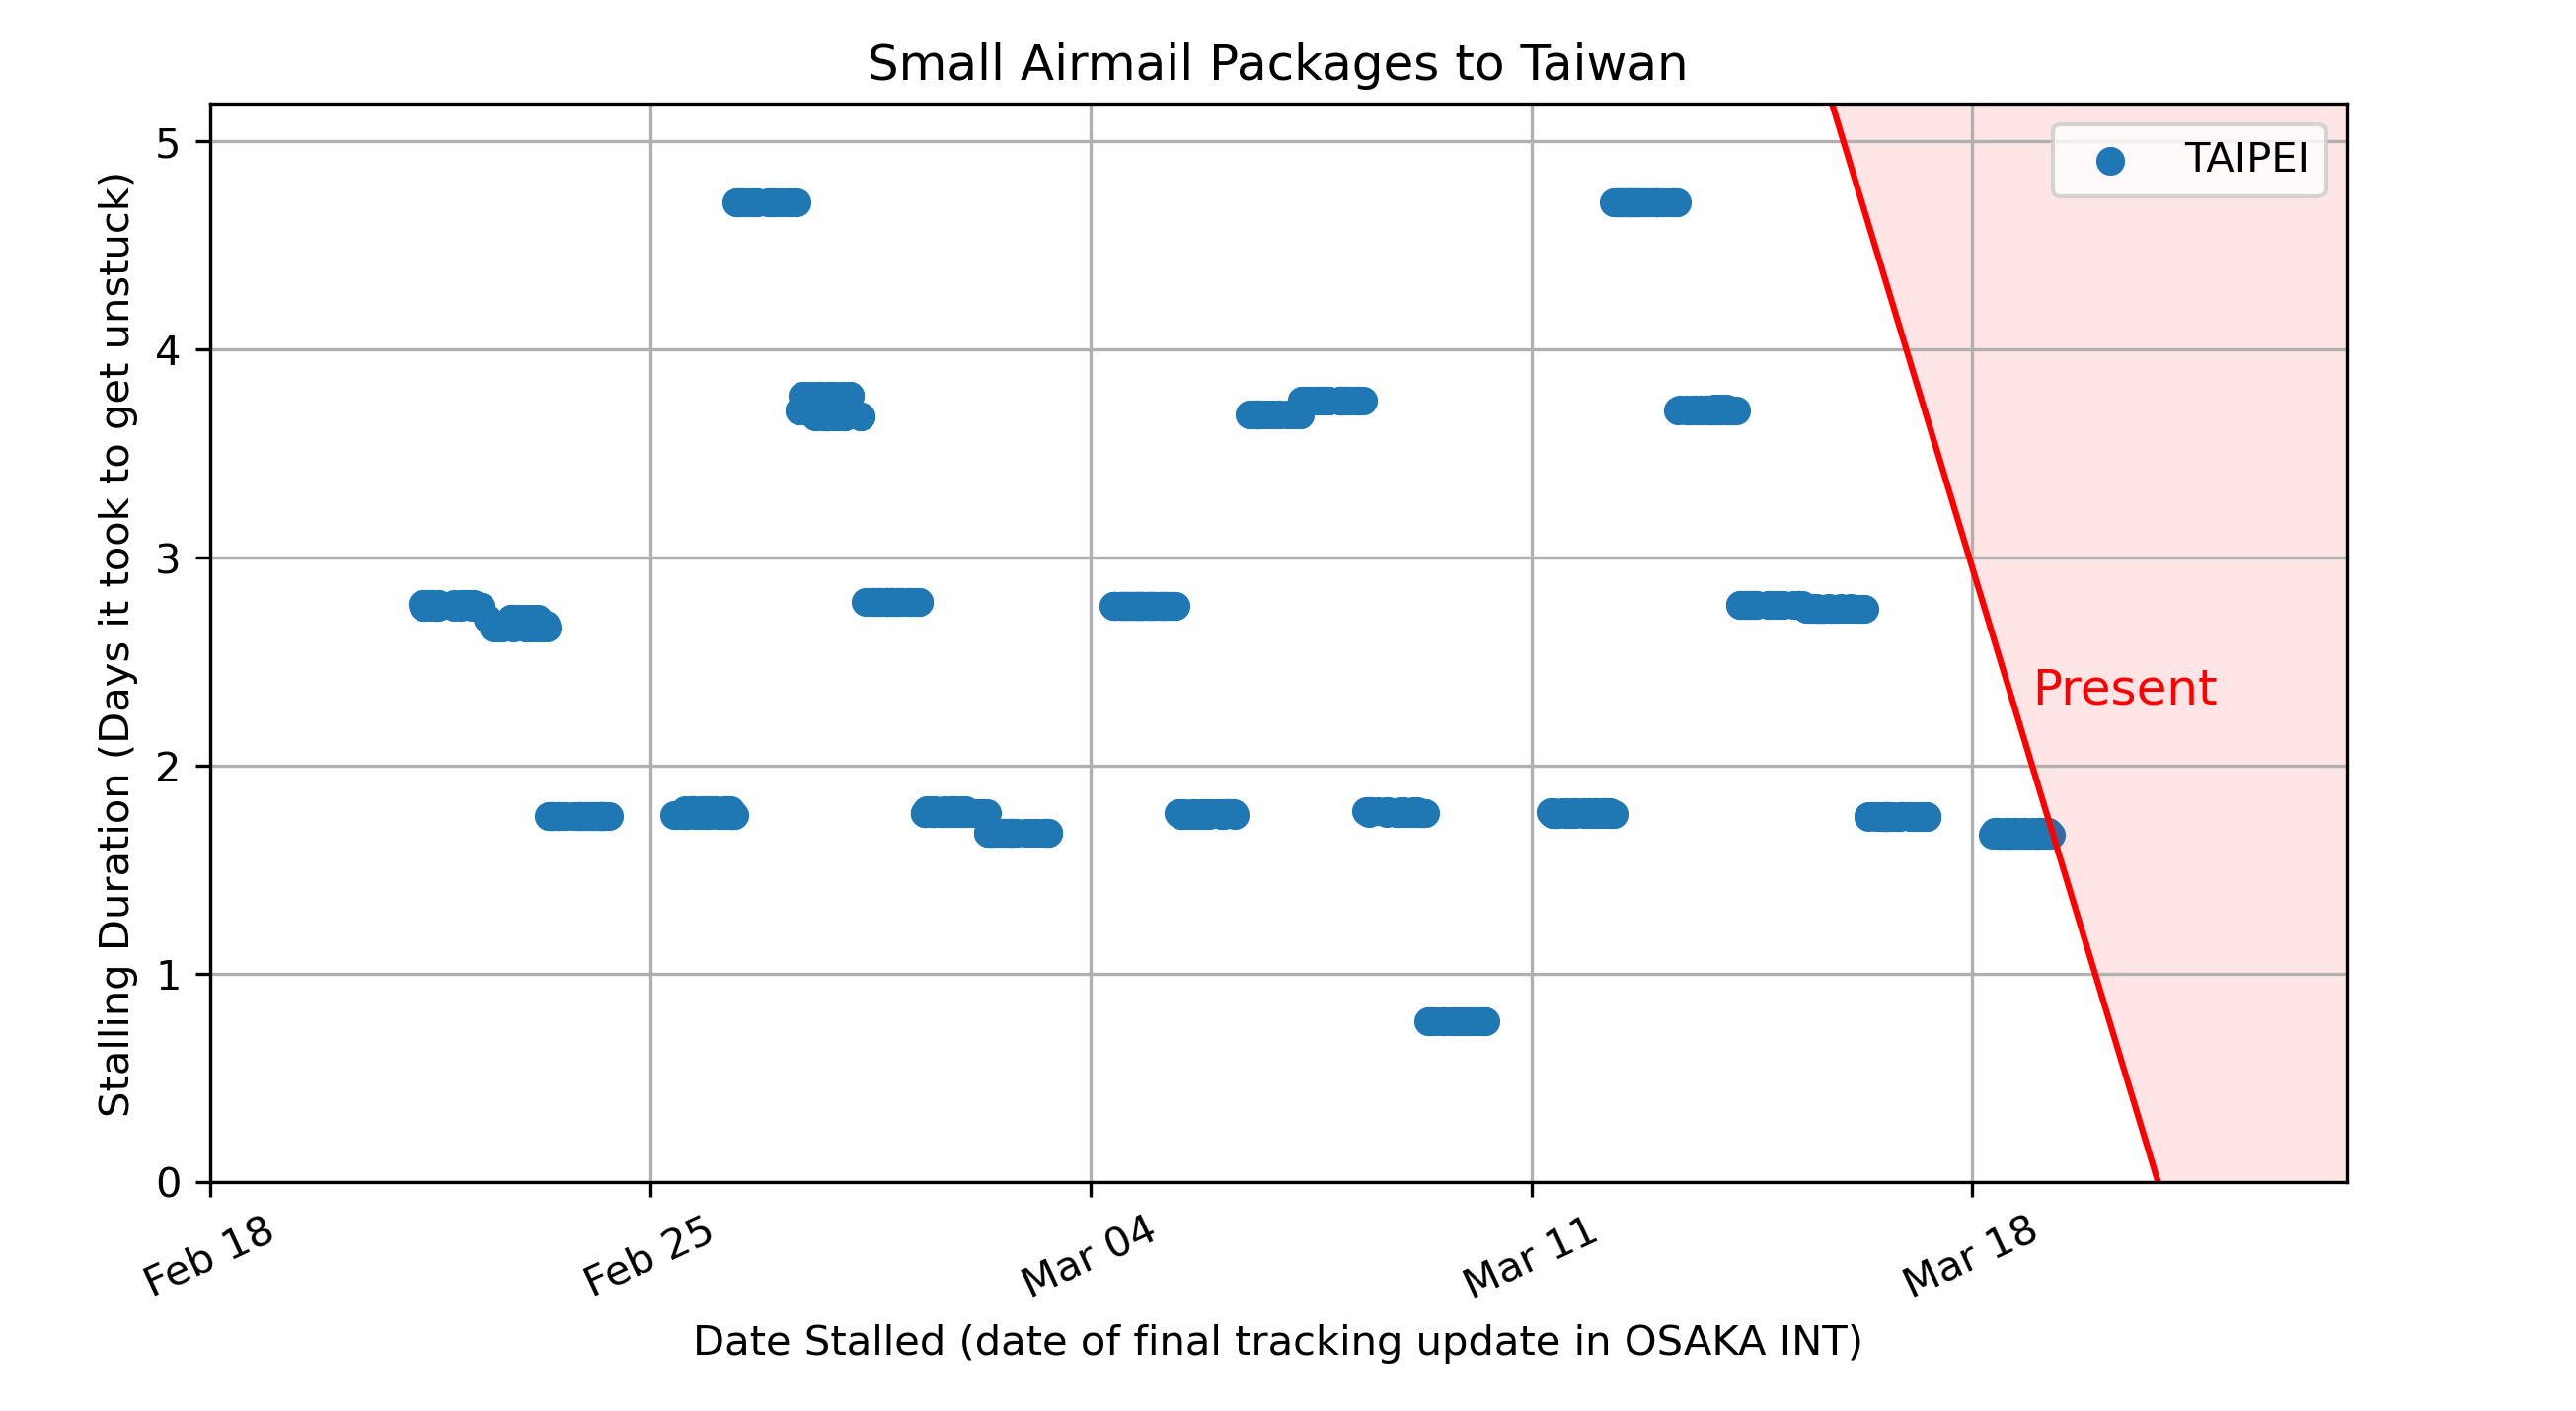 Small Airmail Packages to Taiwan
TAIPEI
Stalling Duration (Days it took to get unstuck)
5
4
3
2
1
0
Present
Feb 18
Feb 25
Mar 04
Mar 11
Mar 18
Date Stalled (date of final tracking update in OSAKA INT)